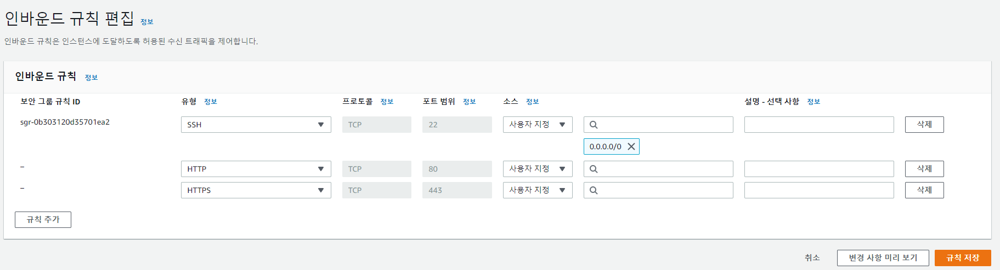 인바운드 규칙 편집 정보
인바운드 규칙은 인스턴스에 도달하도록 허용된 수신 트래픽을 제어합니다.
인바운드 규칙 정보
보안 그룹 규칙 ID 유형 정보 프로토콜 정보 포트 범위 정보 소스 정보 설명 - 선택 사항 정보
sgr-0b303120d35701ea2 SSH TCP 22 사용자 지정 삭제
0.0.0.0/0
– HTTP TCP 80 사용자 지정 삭제
– HTTPS TCP 443 사용자 지정 삭제
규칙 추가
취소 변경 사항 미리 보기 규칙 저장